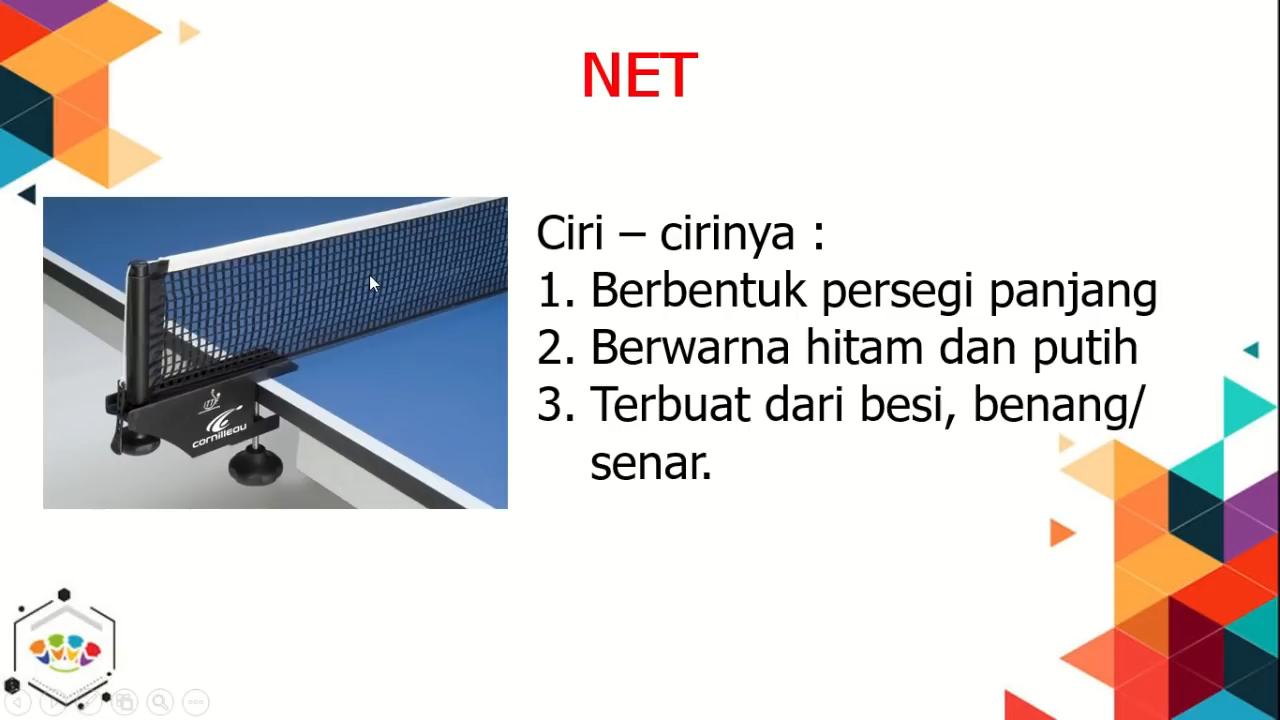 NET
Ciri – cirinya :
1. Berbentuk persegi panjang
2. Berwarna hitam dan putih
3. Terbuat dari besi, benang/
senar.
cornilleau